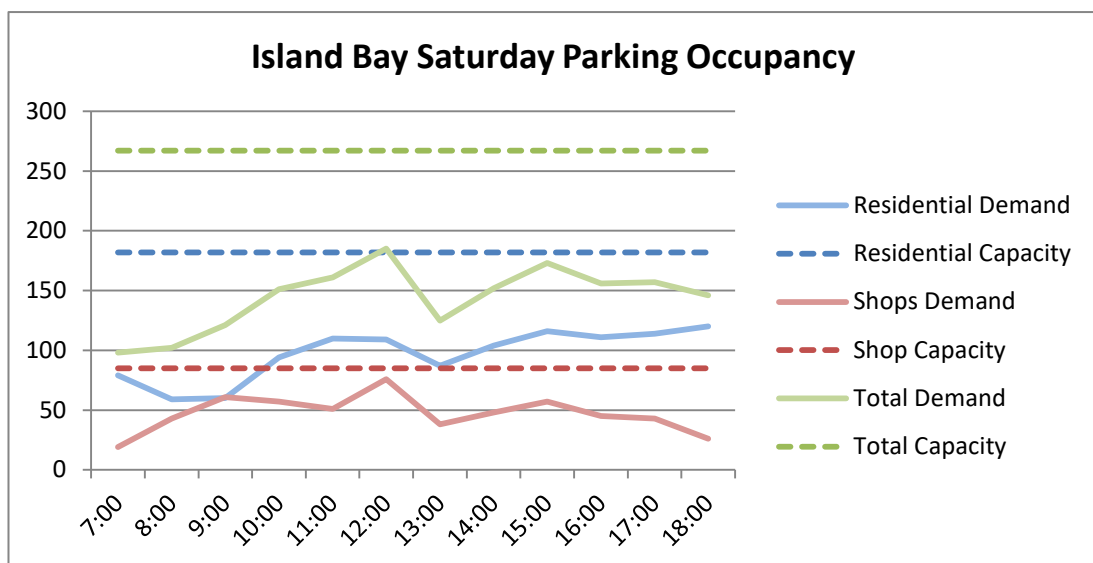 Island Bay Saturday Parking Occupancy
300
250
200
150
100
50
0
7:00
8:00
9:00
10:00
11:00
12:00
13:00
14:00
15:00
16:00
17:00
18:00
Residential Demand
Residential Capacity
Shops Demand
Shop Capacity
Total Demand
Total Capacity